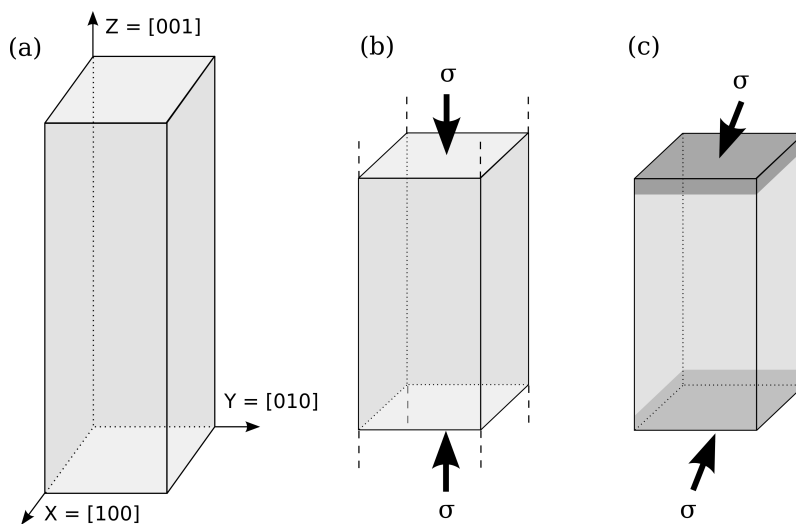 (a)
Z = [001]
Y = [010]
X = [100]
(b)
σ
σ
(c)
σ
σ